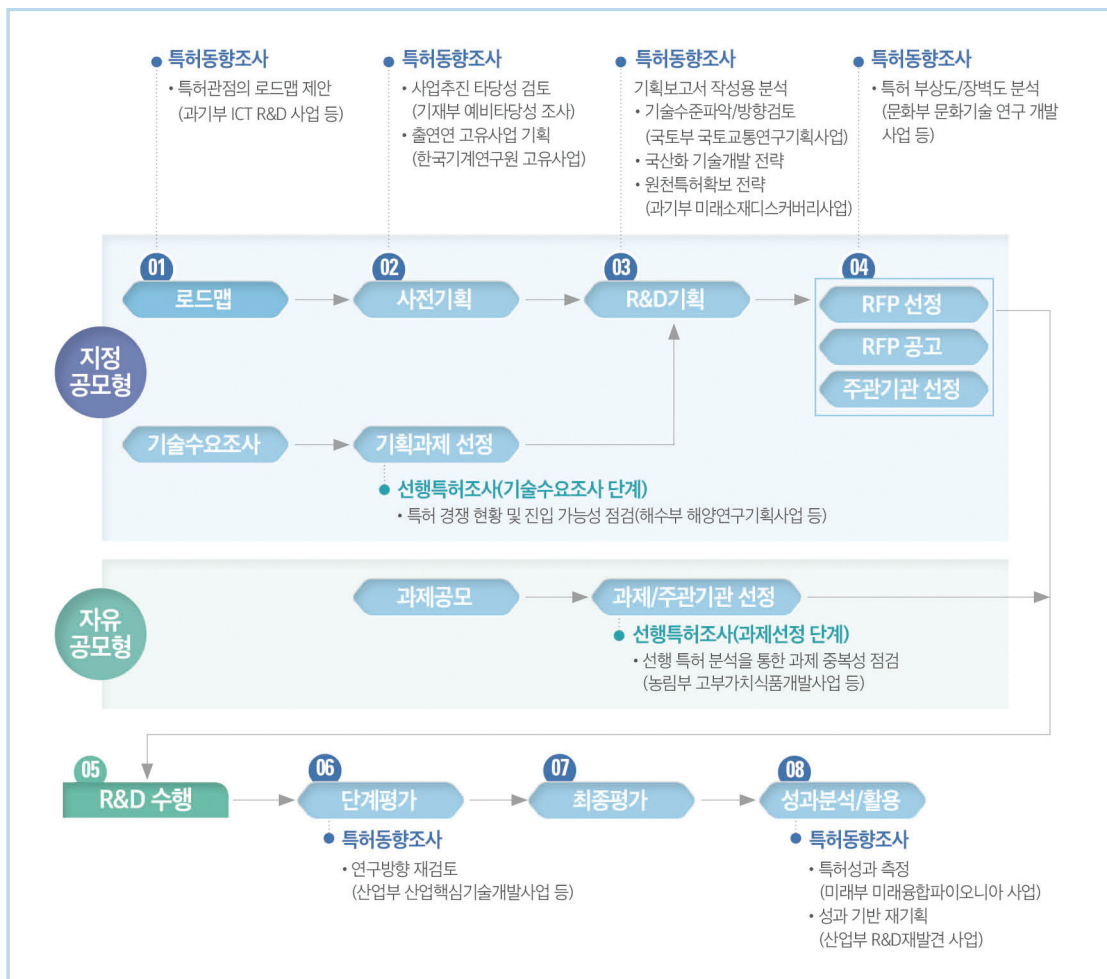 특허동향조사
• 특허관점의 로드맵 제안
(과기부 ICT R&D 사업 등)
특허동향조사
• 사업추진 타당성 검토
(기재부 예비타당성 조사)
• 출연연 고유사업 기획
(한국기계연구원 고유사업)
특허동향조사
기획보고서 작성용 분석
• 기술수준파악/방향검토
(국토부 국토교통연구기획사업)
• 국산화 기술개발 전략
• 원천특허확보 전략
(과기부 미래소재디스커버리사업)
특허동향조사
• 특허 부상도/장벽도 분석
(문화부 문화기술 연구 개발
사업 등)
지정
공모형
01
로드맵
02
사전기획
03
R&D기획
04
RFP 선정
RFP 공고
주관기관 선정
기술수요조사
기획과제 선정
선행특허조사(기술수요조사 단계)
• 특허 경쟁 현황 및 진입 가능성 점검(해수부 해양연구기획사업 등)
자유
공모형
과제공모
과제/주관기관 선정
선행특허조사(과제선정 단계)
• 선행 특허 분석을 통한 과제 중복성 점검
(농림부 고부가치식품개발사업 등)
05
R&D 수행
06
단계평가
특허동향조사
• 연구방향 재검토
(산업부 산업핵심기술개발사업 등)
07
최종평가
08
성과분석/활용
특허동향조사
• 특허성과 측정
(미래부 미래융합파이오니아 사업)
• 성과 기반 재기획
(산업부 R&D재발견 사업)